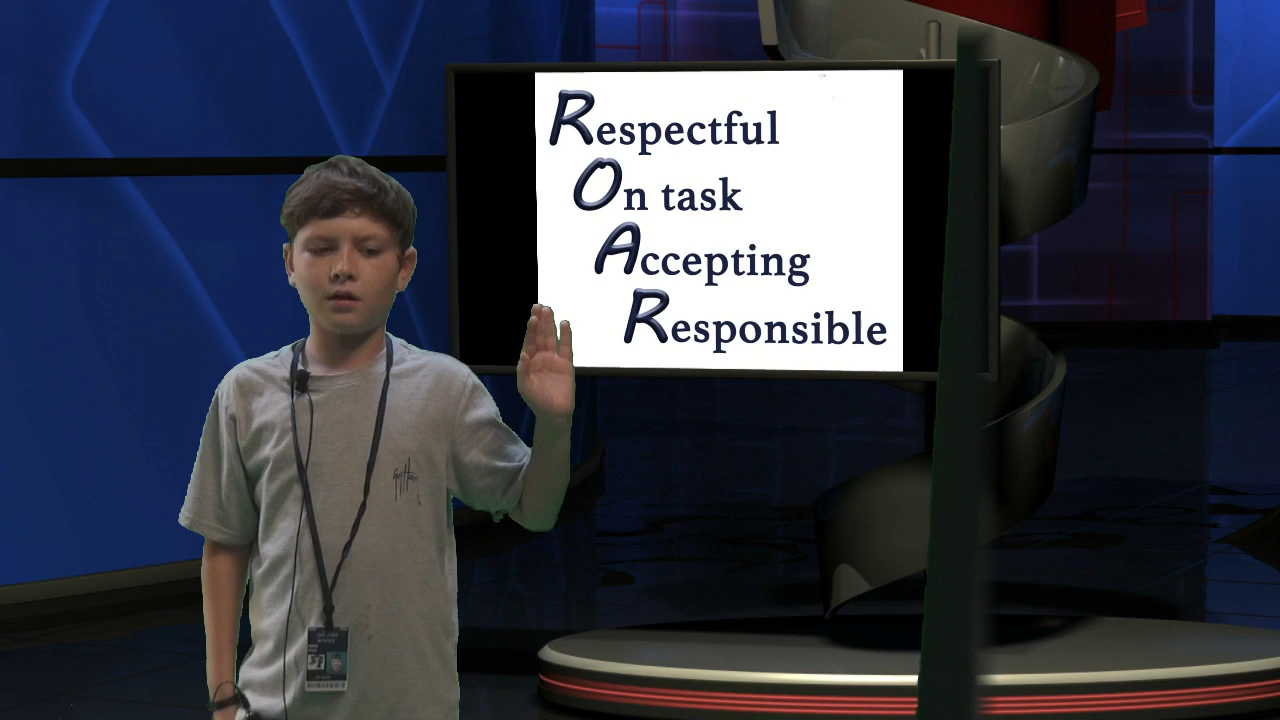 Respectful
On task
Accepting
Responsible